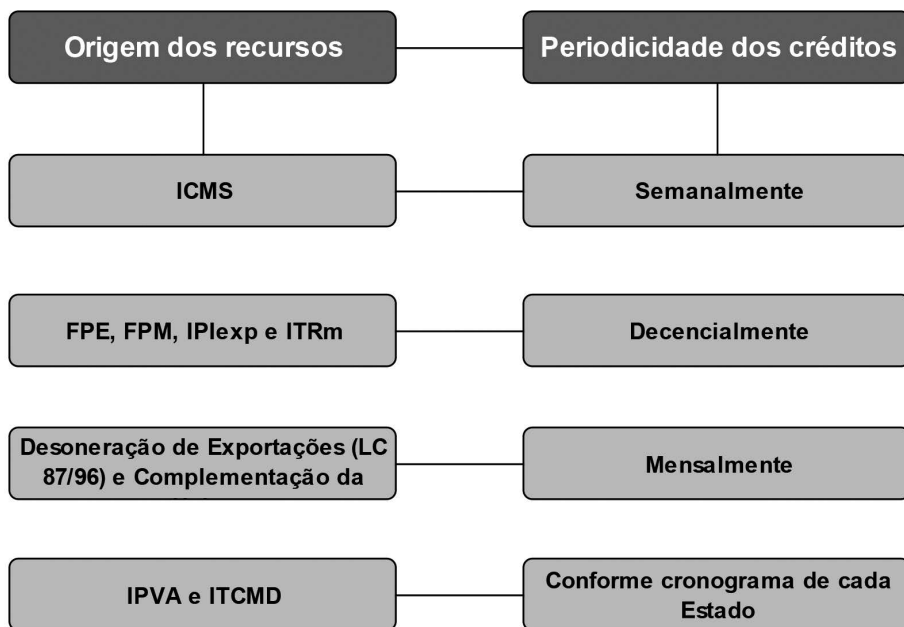 Origem dos recursos
Periodicidade dos créditos
ICMS
Semanalmente
FPE, FPM, IPIexp e ITRm
Decencialmente
Desoneração de Exportações (LC
87/96) e Complementação da
Mensalmente
IPVA e ITCMD
Conforme cronograma de cada
Estado